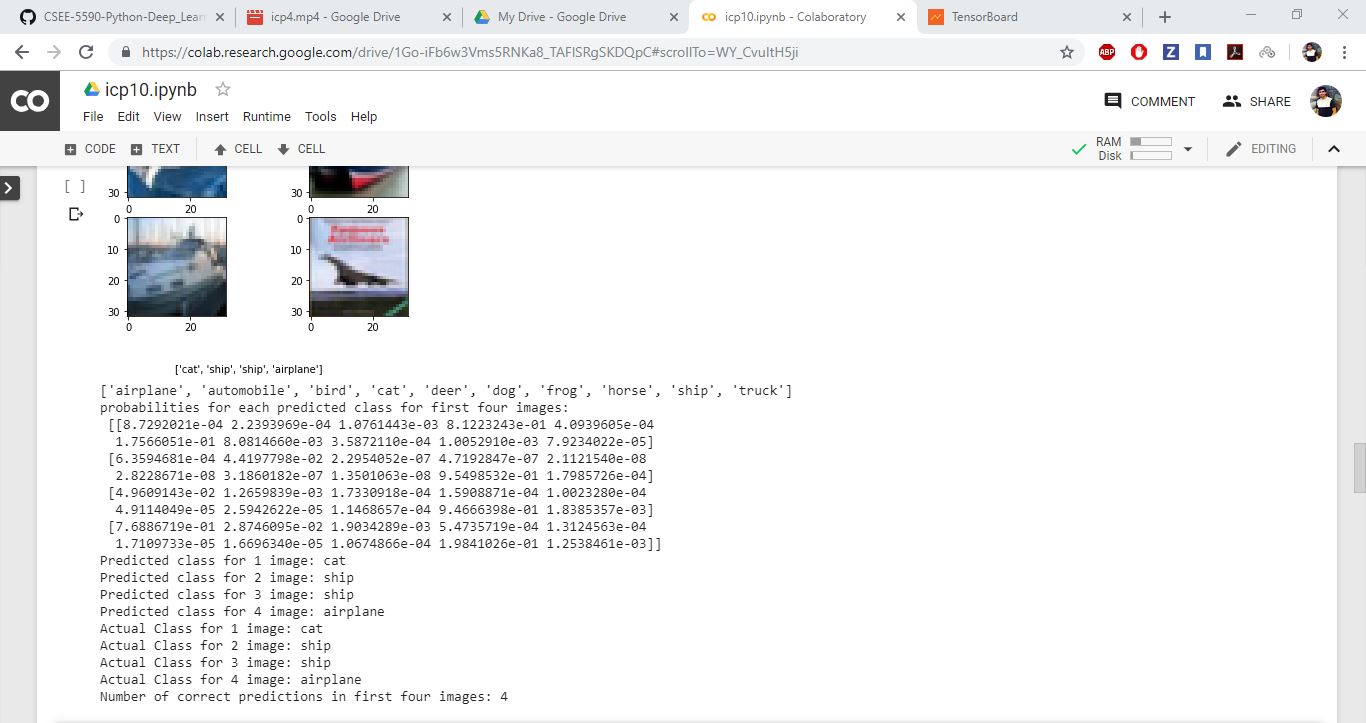 CSEE-5590-Python-Deep_Lear
icp4.mp4 - Google Drive
My Drive - Google Drive
icp10.ipynb - Colaboratory
TensorBoard
https://colab.research.google.com/drive/1Go-iFb6w3Vms5RNKa8_TAFlSRgSKDQpC#scrollTo=WY_CvuItH5ji
ABP
Z
CO icp10.ipynb
File Edit View Insert Runtime Tools Help
COMMENT SHARE
CODE TEXT CELL CELL
RAM
Disk
EDITING
[ ]
30 30
0 20 0 20
0 0
10 10
20 20
30 30
0 20 0 20
['cat', 'ship', 'ship', 'airplane']
['airplane', 'automobile', 'bird', 'cat', 'deer', 'dog', 'frog', 'horse', 'ship', 'truck']
probabilities for each predicted class for first four images:
[[8.7292021e-04 2.2393969e-04 1.0761443e-03 8.1223243e-01 4.0939605e-04
1.7566051e-01 8.0814660e-03 3.5872110e-04 1.0052910e-03 7.9234022e-05]
[6.3594681e-04 4.4197798e-02 2.2954052e-07 4.7192847e-07 2.1121540e-08
2.8228671e-08 3.1860182e-07 1.3501063e-08 9.5498532e-01 1.7985726e-04]
[4.9609143e-02 1.2659839e-03 1.7330918e-04 1.5908871e-04 1.0023280e-04
4.9114049e-05 2.5942622e-05 1.1468657e-04 9.4666398e-01 1.8385357e-03]
[7.6886719e-01 2.8746095e-02 1.9034289e-03 5.4735719e-04 1.3124563e-04
1.7109733e-05 1.6696340e-05 1.0674866e-04 1.9841026e-01 1.2538461e-03]]
Predicted class for 1 image: cat
Predicted class for 2 image: ship
Predicted class for 3 image: ship
Predicted class for 4 image: airplane
Actual Class for 1 image: cat
Actual Class for 2 image: ship
Actual Class for 3 image: ship
Actual Class for 4 image: airplane
Number of correct predictions in first four images: 4